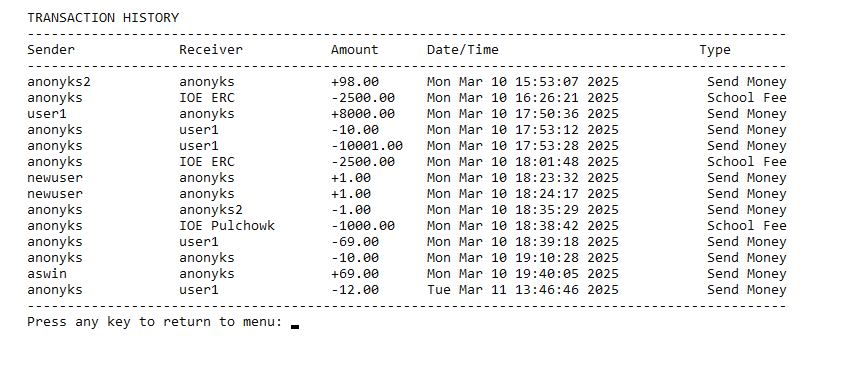 TRANSACTION HISTORY
-----------------------------------------------------------------------------------------------
Sender             Receiver           Amount      Date/Time                         Type
-----------------------------------------------------------------------------------------------
anonyks2           anonyks            +98.00      Mon Mar 10 15:53:07 2025           Send Money
anonyks            IOE ERC            -2500.00    Mon Mar 10 16:26:21 2025           School Fee
user1              anonyks            +8000.00    Mon Mar 10 17:50:36 2025           Send Money
anonyks            user1              -10.00      Mon Mar 10 17:53:12 2025           Send Money
anonyks            user1              -10001.00   Mon Mar 10 17:53:28 2025           Send Money
anonyks            IOE ERC            -2500.00    Mon Mar 10 18:01:48 2025           School Fee
newuser            anonyks            +1.00       Mon Mar 10 18:23:32 2025           Send Money
newuser            anonyks            +1.00       Mon Mar 10 18:24:17 2025           Send Money
anonyks            anonyks2           -1.00       Mon Mar 10 18:35:29 2025           Send Money
anonyks            IOE Pulchowk       -1000.00    Mon Mar 10 18:38:42 2025           School Fee
anonyks            user1              -69.00      Mon Mar 10 18:39:18 2025           Send Money
anonyks            anonyks            -10.00      Mon Mar 10 19:10:28 2025           Send Money
aswin              anonyks            +69.00      Mon Mar 10 19:40:05 2025           Send Money
anonyks            user1              -12.00      Tue Mar 11 13:46:46 2025           Send Money
-----------------------------------------------------------------------------------------------
Press any key to return to menu: